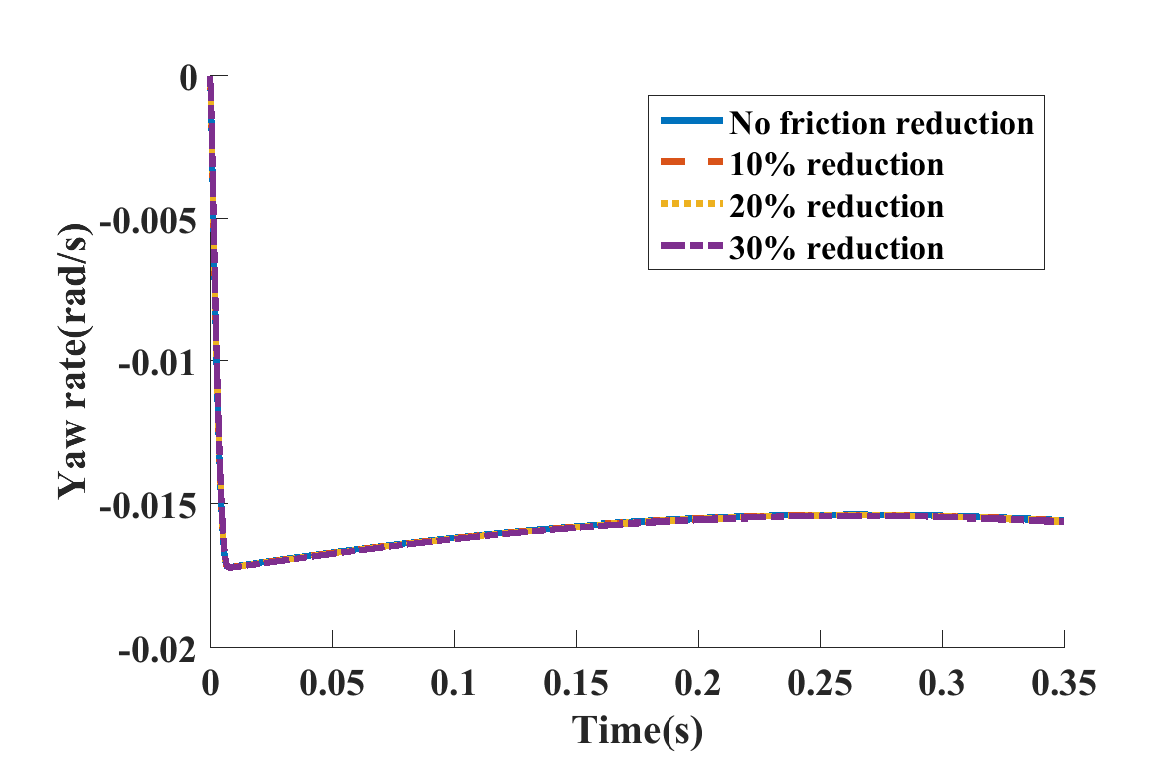 0
-0.005
-0.01
-0.015
-0.02
Yaw rate(rad/s)
No friction reduction
10% reduction
20% reduction
30% reduction
0 0.05 0.1 0.15 0.2 0.25 0.3 0.35
Time(s)